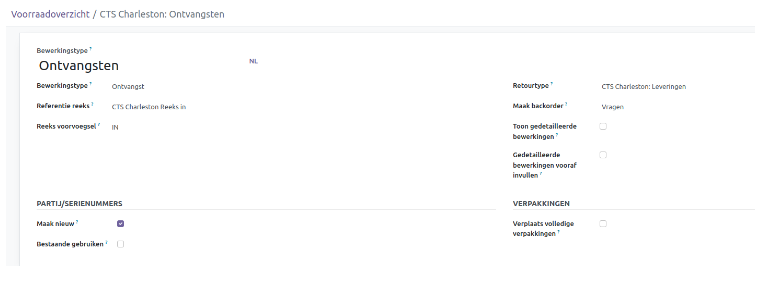 Voorraadoverzicht / CTS Charleston: Ontvangsten
Bewerkingstype ?
Ontvangsten
NL
Bewerkingstype ? Ontvangst
Referentie reeks ? CTS Charleston Reeks in
Reeks voorvoegsel ? IN
Retourtype ? CTS Charleston: Leveringen
Maak backorder ? Vragen
Toon gedetailleerde
bewerkingen ?
Gedetailleerde
bewerkingen vooraf
invullen ?
PARTIJ/SERIENUMMERS
Maak nieuw ?
Bestaande gebruiken ?
VERPAKKINGEN
Verplaats volledige
verpakkingen ?